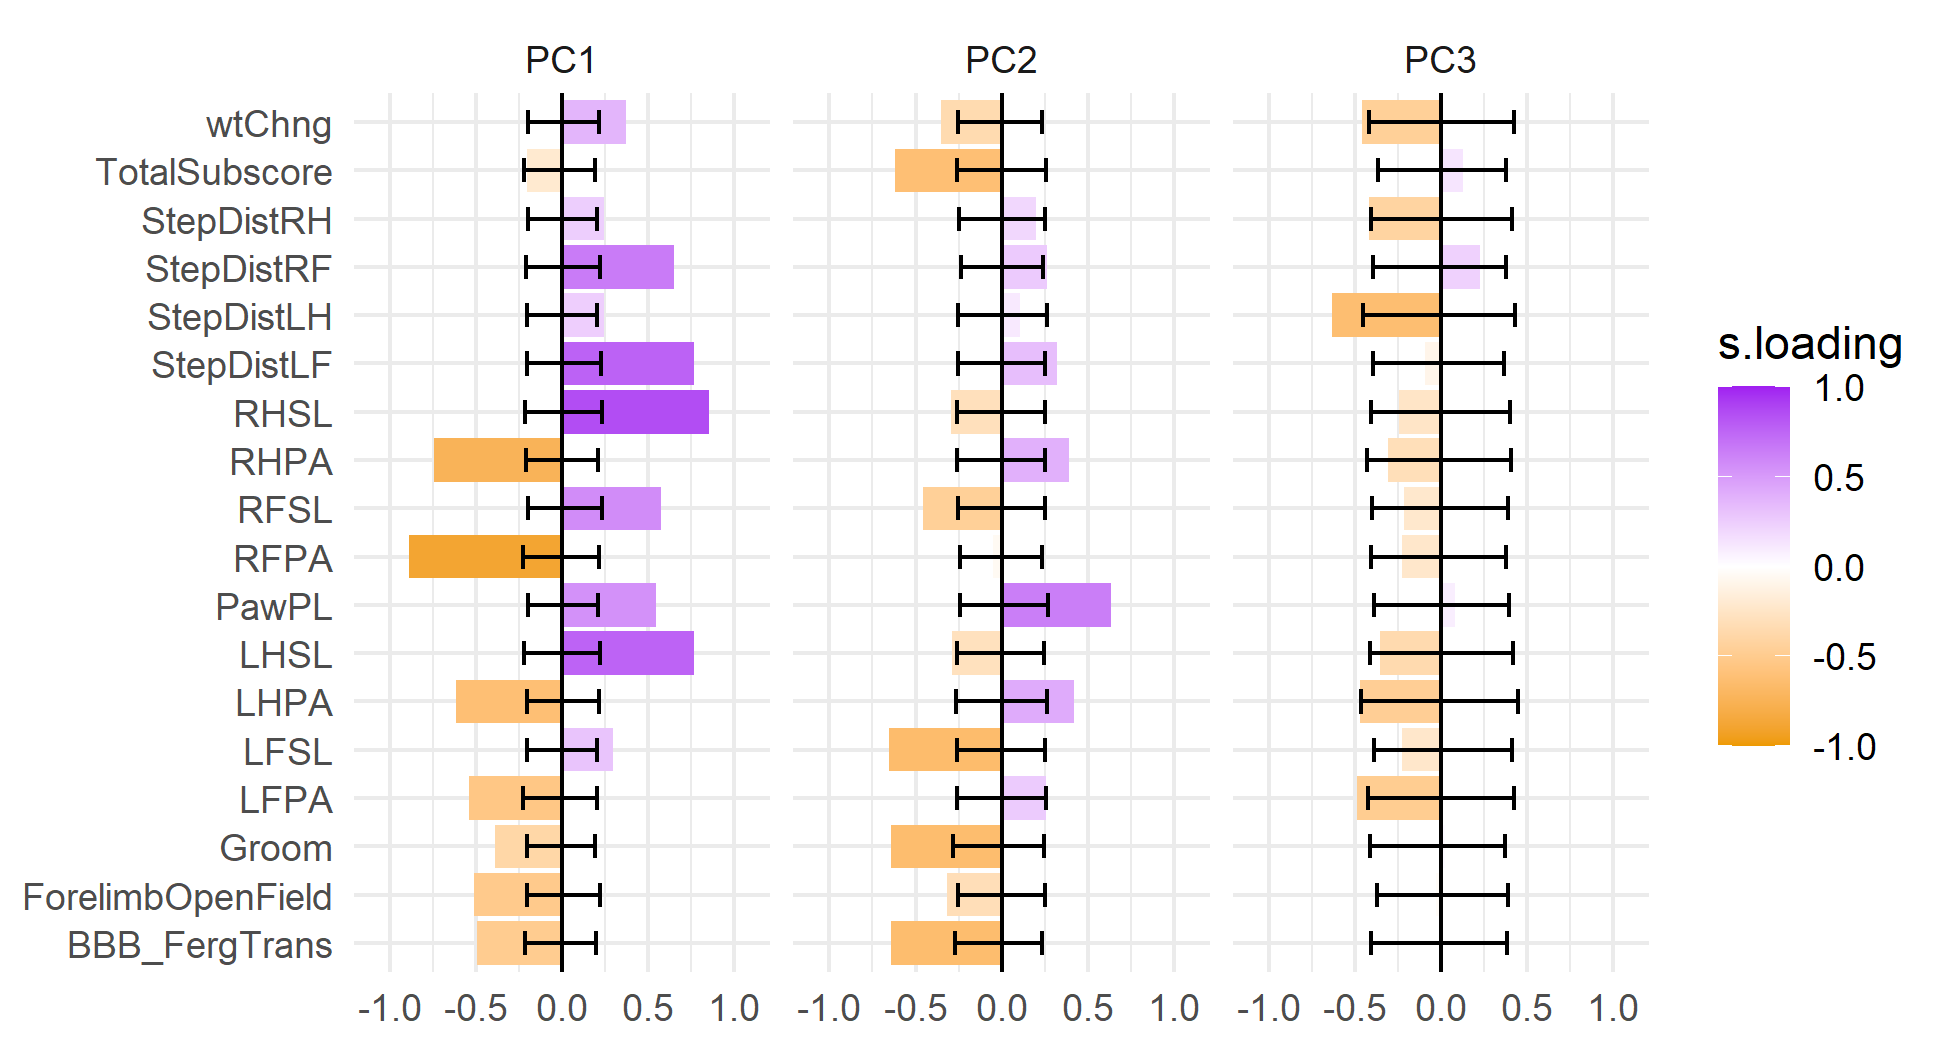 PC1 PC2 PC3
wtChng
TotalSubscore
StepDistRH
StepDistRF
StepDistLH
StepDistLF
RHSL
RHPA
RFSL
RFPA
PawPL
LHSL
LHPA
LFSL
LFPA
Groom
ForelimbOpenField
BBB_FergTrans
-1.0 -0.5 0.0 0.5 1.0 -1.0 -0.5 0.0 0.5 1.0 -1.0 -0.5 0.0 0.5 1.0
s.loading
1.0
0.5
0.0
-0.5
-1.0